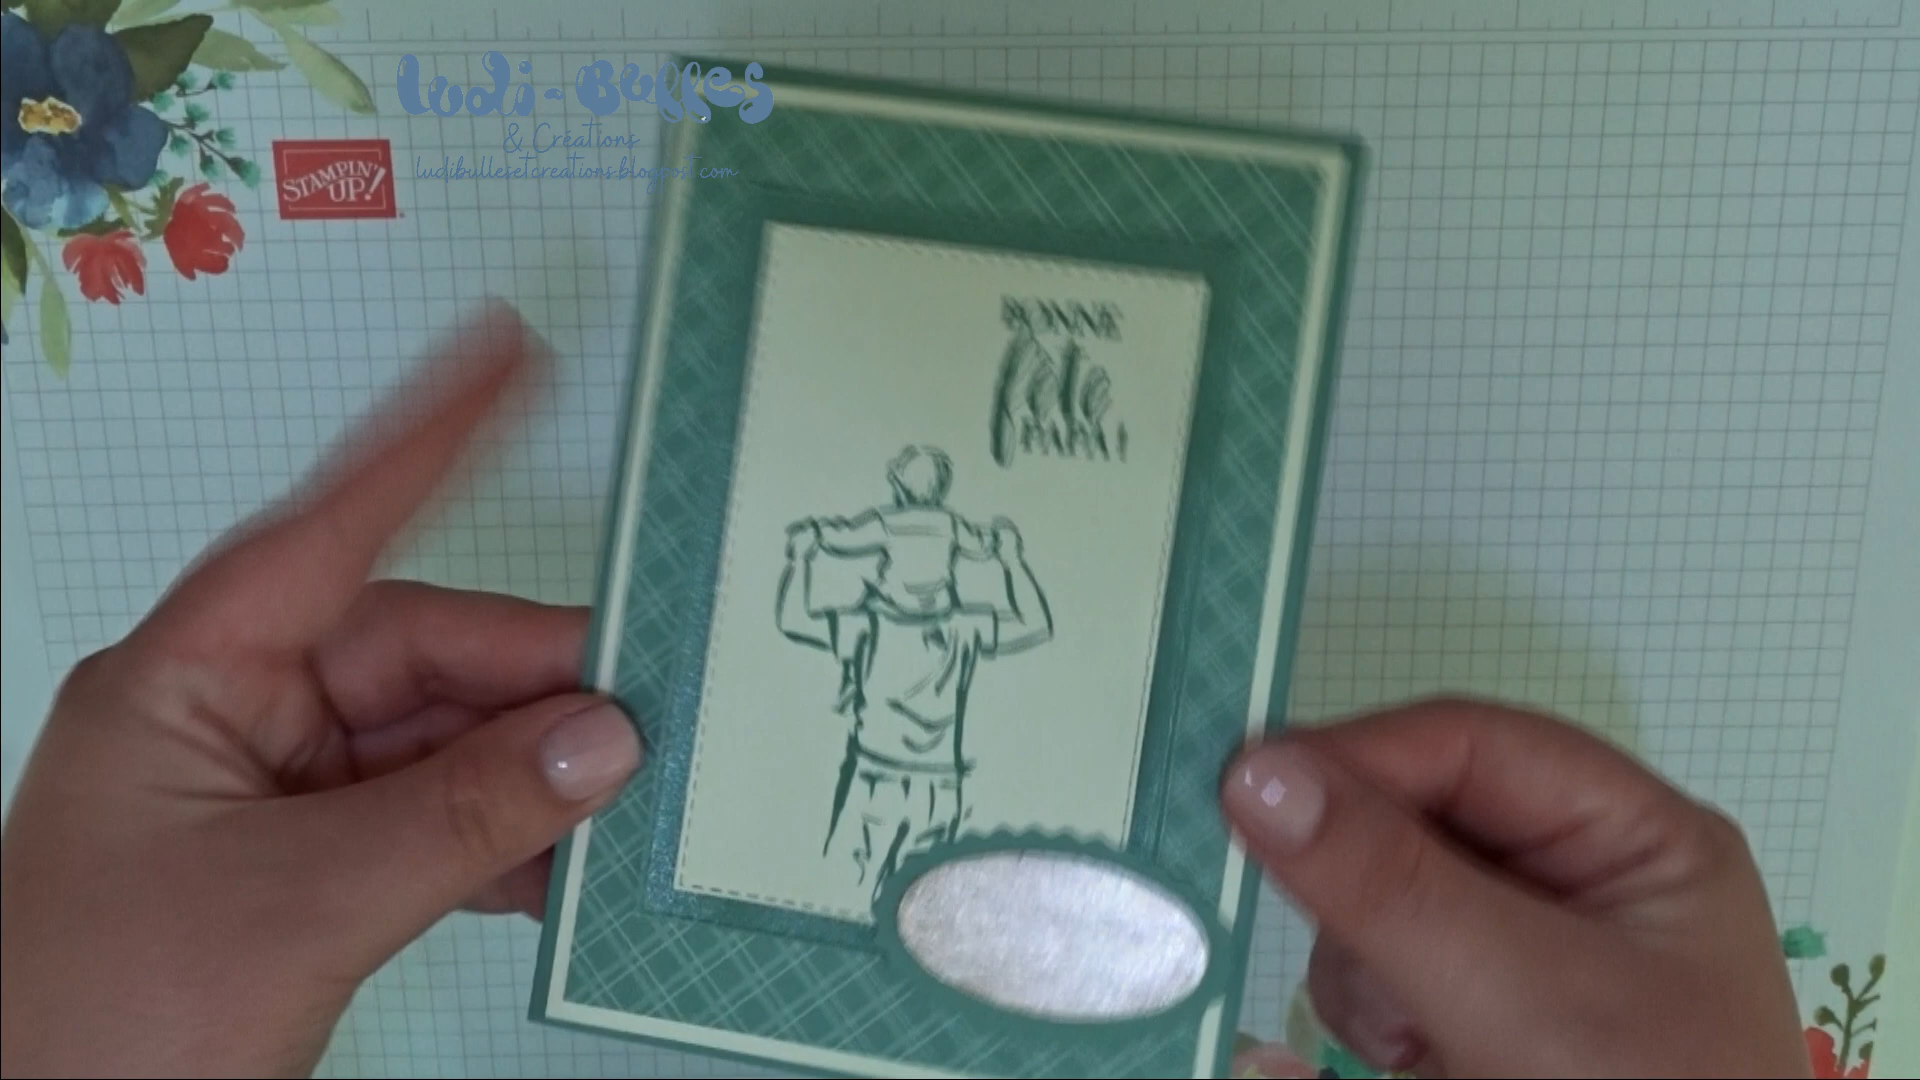 Ludi-Bulles
& Créations
ludibullesetcreations.blogspot.com
STAMPIN'
UP!
BONNE
fête
PAPA !